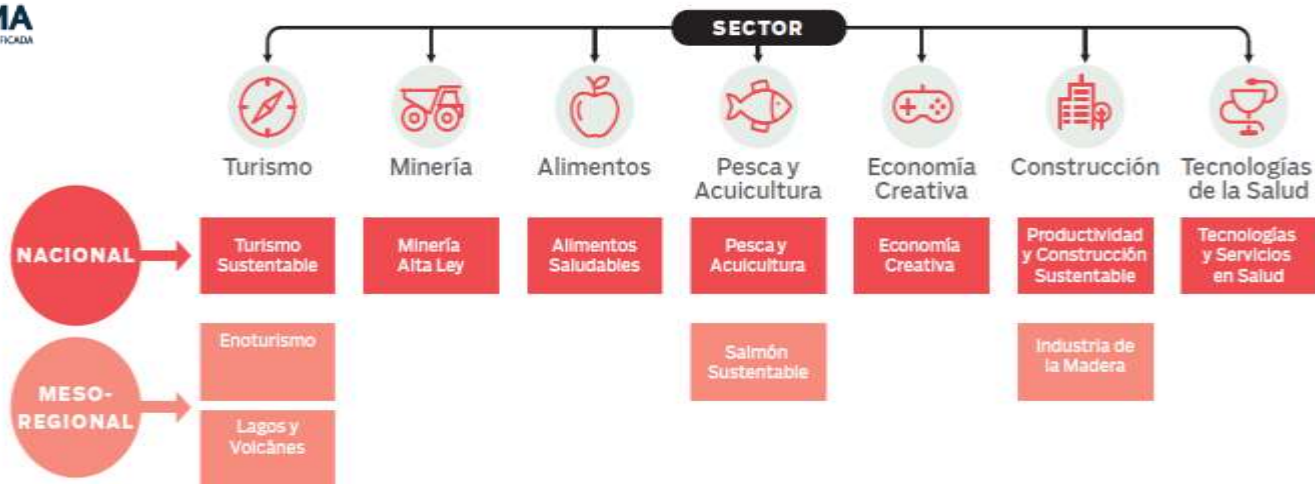 SECTOR
Turismo
Minería
Alimentos
Pesca y
Acuicultura
Economía
Creativa
Construcción
Tecnologías
de la Salud
NACIONAL
Turismo
Sustentable
Minería
Alta Ley
Alimentos
Saludables
Pesca y
Acuicultura
Economía
Creativa
Productividad
y Construcción
Sustentable
Tecnologías
y Servicios
en Salud
MESO-
REGIONAL
Enoturismo
Salmón
Sustentable
Industria de
la Madera
Lagos y
Volcánes